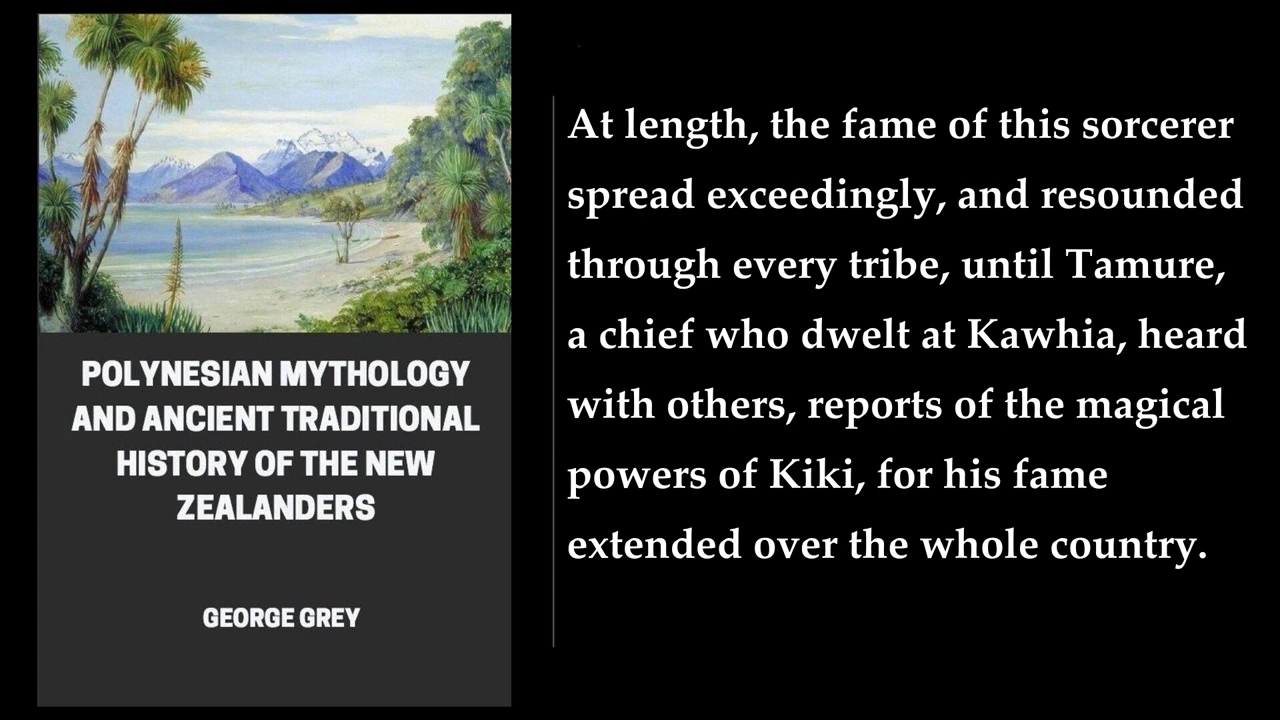 POLYNESIAN MYTHOLOGY
AND ANCIENT TRADITIONAL
HISTORY OF THE NEW
ZEALANDERS
GEORGE GREY
At length, the fame of this sorcerer
spread exceedingly, and resounded
through every tribe, until Tamure,
a chief who dwelt at Kawhia, heard
with others, reports of the magical
powers of Kiki, for his fame
extended over the whole country.